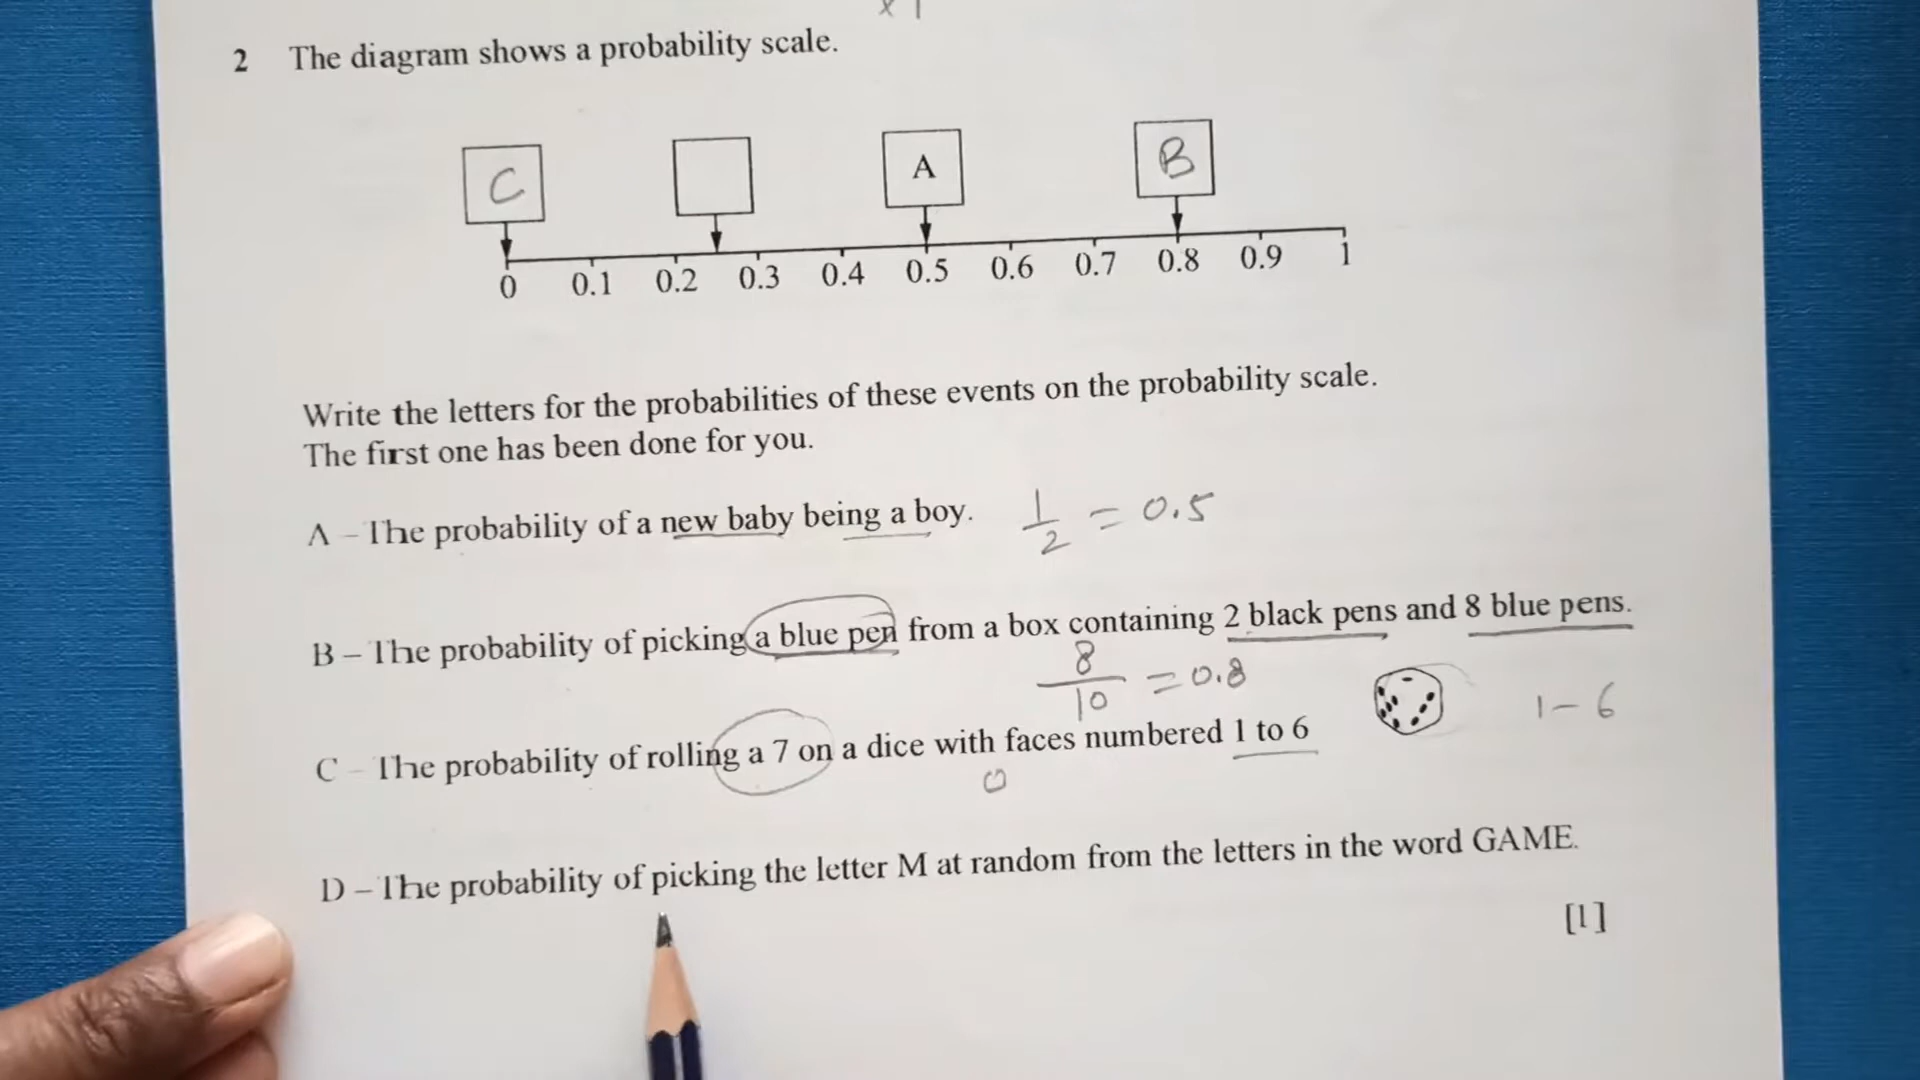 × 1
2 The diagram shows a probability scale.
C A B
0 0.1 0.2 0.3 0.4 0.5 0.6 0.7 0.8 0.9 1
Write the letters for the probabilities of these events on the probability scale.
The first one has been done for you.
A – The probability of a new baby being a boy. 1/2 = 0.5
B – The probability of picking a blue pen from a box containing 2 black pens and 8 blue pens.
8/10 = 0.8
1 – 6
C – The probability of rolling a 7 on a dice with faces numbered 1 to 6
0
D – The probability of picking the letter M at random from the letters in the word GAME.
[1]